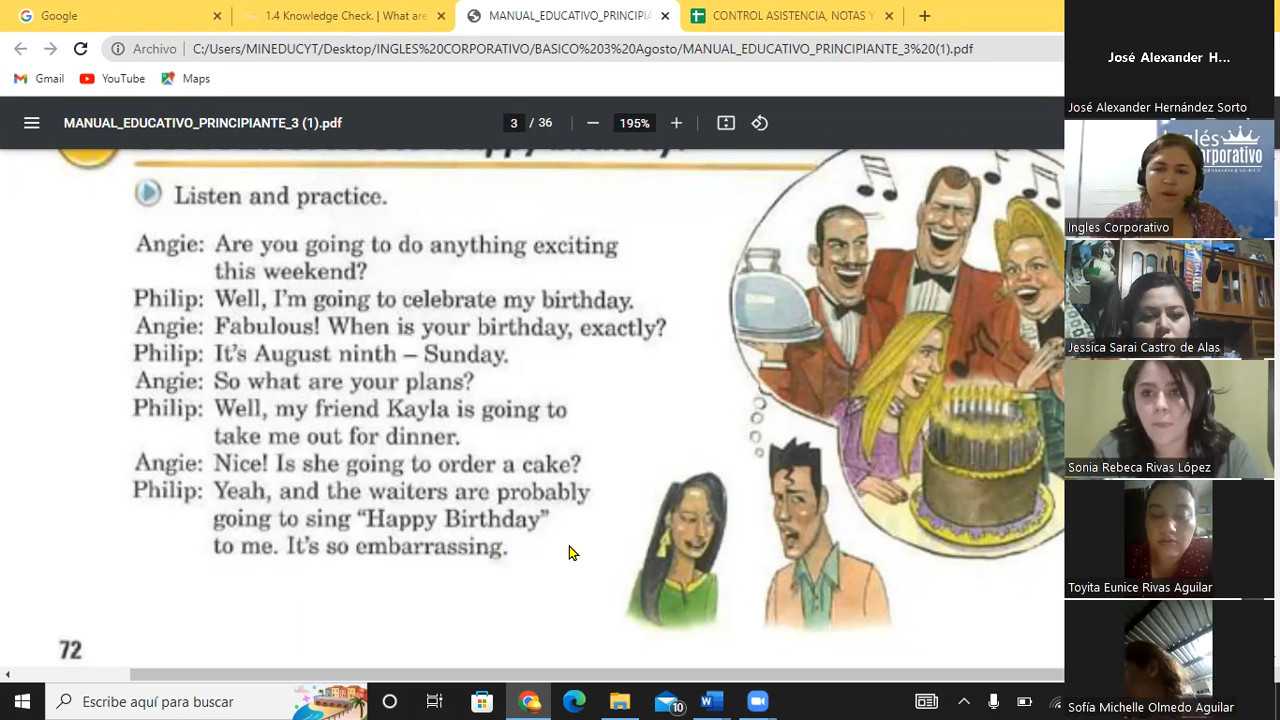 Google
1.4 Knowledge Check. | What are
MANUAL_EDUCATIVO_PRINCIPIA
CONTROL ASISTENCIA, NOTAS Y
Archivo
C:/Users/MINEDUCYT/Desktop/INGLES%20CORPORATIVO/BASICO%203%20Agosto/MANUAL_EDUCATIVO_PRINCIPIANTE_3%20(1).pdf
Gmail
YouTube
Maps
MANUAL_EDUCATIVO_PRINCIPIANTE_3 (1).pdf
3 / 36
195%
Listen and practice.
Angie: Are you going to do anything exciting
this weekend?
Philip: Well, I'm going to celebrate my birthday.
Angie: Fabulous! When is your birthday, exactly?
Philip: It's August ninth – Sunday.
Angie: So what are your plans?
Philip: Well, my friend Kayla is going to
take me out for dinner.
Angie: Nice! Is she going to order a cake?
Philip: Yeah, and the waiters are probably
going to sing “Happy Birthday”
to me. It's so embarrassing.
72
Escribe aquí para buscar
10
José Alexander H...
José Alexander Hernández Sorto
Inglés
Corporativo
Ingles Corporativo
Jessica Sarai Castro de Alas
Sonia Rebeca Rivas López
Toyita Eunice Rivas Aguilar
Sofía Michelle Olmedo Aguilar